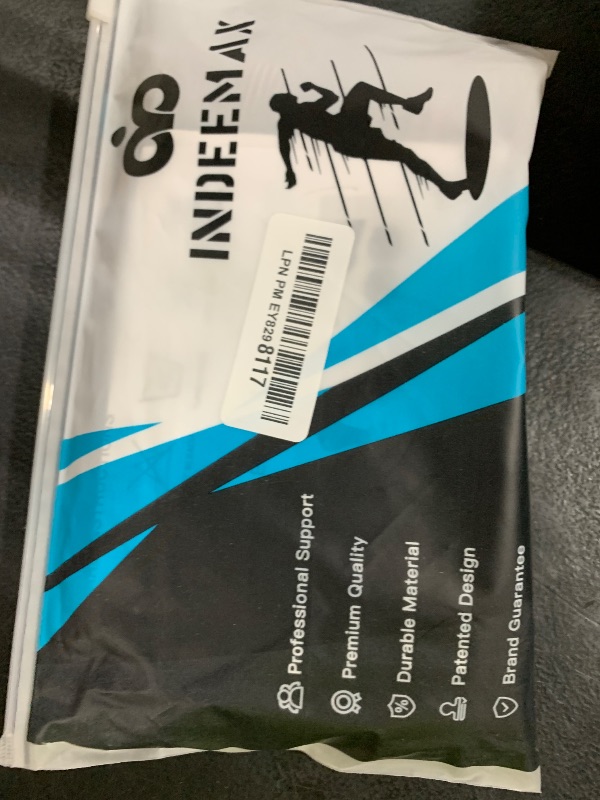 INDEEMAX
LPN PM EY8298117
Professional Support
Premium Quality
Durable Material
Patented Design
Brand Guarantee